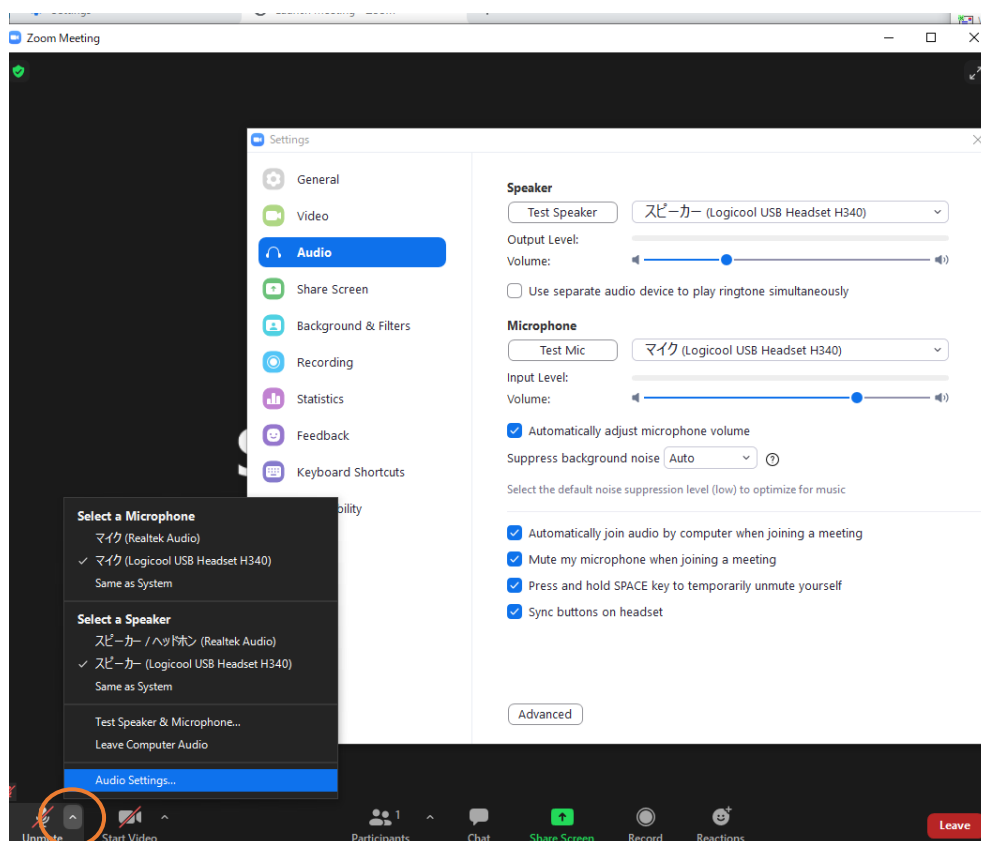 Zoom Meeting
Settings
General
Video
Audio
Share Screen
Background & Filters
Recording
Statistics
Feedback
Keyboard Shortcuts
Speaker
Test Speaker
スピーカー (Logicool USB Headset H340)
Output Level:
Volume:
Use separate audio device to play ringtone simultaneously
Microphone
Test Mic
マイク (Logicool USB Headset H340)
Input Level:
Volume:
Automatically adjust microphone volume
Suppress background noise Auto
Select the default noise suppression level (low) to optimize for music
Automatically join audio by computer when joining a meeting
Mute my microphone when joining a meeting
Press and hold SPACE key to temporarily unmute yourself
Sync buttons on headset
Advanced
Select a Microphone
マイク (Realtek Audio)
マイク (Logicool USB Headset H340)
Same as System
Select a Speaker
スピーカー / ヘッドホン (Realtek Audio)
スピーカー (Logicool USB Headset H340)
Same as System
Test Speaker & Microphone...
Leave Computer Audio
Audio Settings...
Unmute
Start Video
1
Participants
Chat
Share Screen
Record
Reactions
Leave